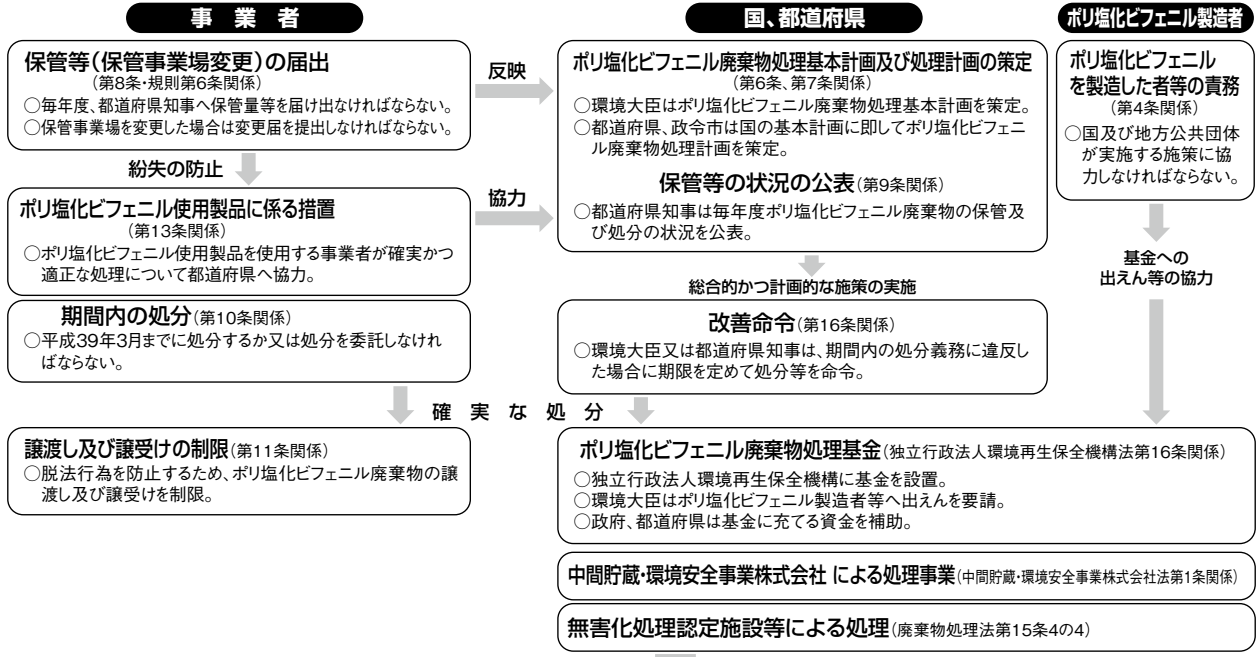 事業者
保管等(保管事業場変更)の届出
(第8条・規則第6条関係)
○毎年度、都道府県知事へ保管量等を届け出なければならない。
○保管事業場を変更した場合は変更届を提出しなければならない。
紛失の防止
ポリ塩化ビフェニル使用製品に係る措置
(第13条関係)
○ポリ塩化ビフェニル使用製品を使用する事業者が確実かつ
適正な処理について都道府県へ協力。
期間内の処分(第10条関係)
○平成39年3月までに処分するか又は処分を委託しなけれ
ばならない。
確実な処分
譲渡し及び譲受けの制限(第11条関係)
○脱法行為を防止するため、ポリ塩化ビフェニル廃棄物の譲
渡し及び譲受けを制限。
反映
協力
国、都道府県
ポリ塩化ビフェニル廃棄物処理基本計画及び処理計画の策定
(第6条、第7条関係)
○環境大臣はポリ塩化ビフェニル廃棄物処理基本計画を策定。
○都道府県、政令市は国の基本計画に即してポリ塩化ビフェニ
ル廃棄物処理計画を策定。
保管等の状況の公表(第9条関係)
○都道府県知事は毎年度ポリ塩化ビフェニル廃棄物の保管及
び処分の状況を公表。
総合的かつ計画的な施策の実施
改善命令(第16条関係)
○環境大臣又は都道府県知事は、期間内の処分義務に違反し
た場合に期限を定めて処分等を命令。
ポリ塩化ビフェニル製造者
ポリ塩化ビフェニル
を製造した者等の責務
(第4条関係)
○国及び地方公共団体
が実施する施策に協
力しなければならない。
基金への
出えん等の協力
ポリ塩化ビフェニル廃棄物処理基金(独立行政法人環境再生保全機構法第16条関係)
○独立行政法人環境再生保全機構に基金を設置。
○環境大臣はポリ塩化ビフェニル製造者等へ出えんを要請。
○政府、都道府県は基金に充てる資金を補助。
中間貯蔵・環境安全事業株式会社 による処理事業(中間貯蔵・環境安全事業株式会社法第1条関係)
無害化処理認定施設等による処理(廃棄物処理法第15条4の4)